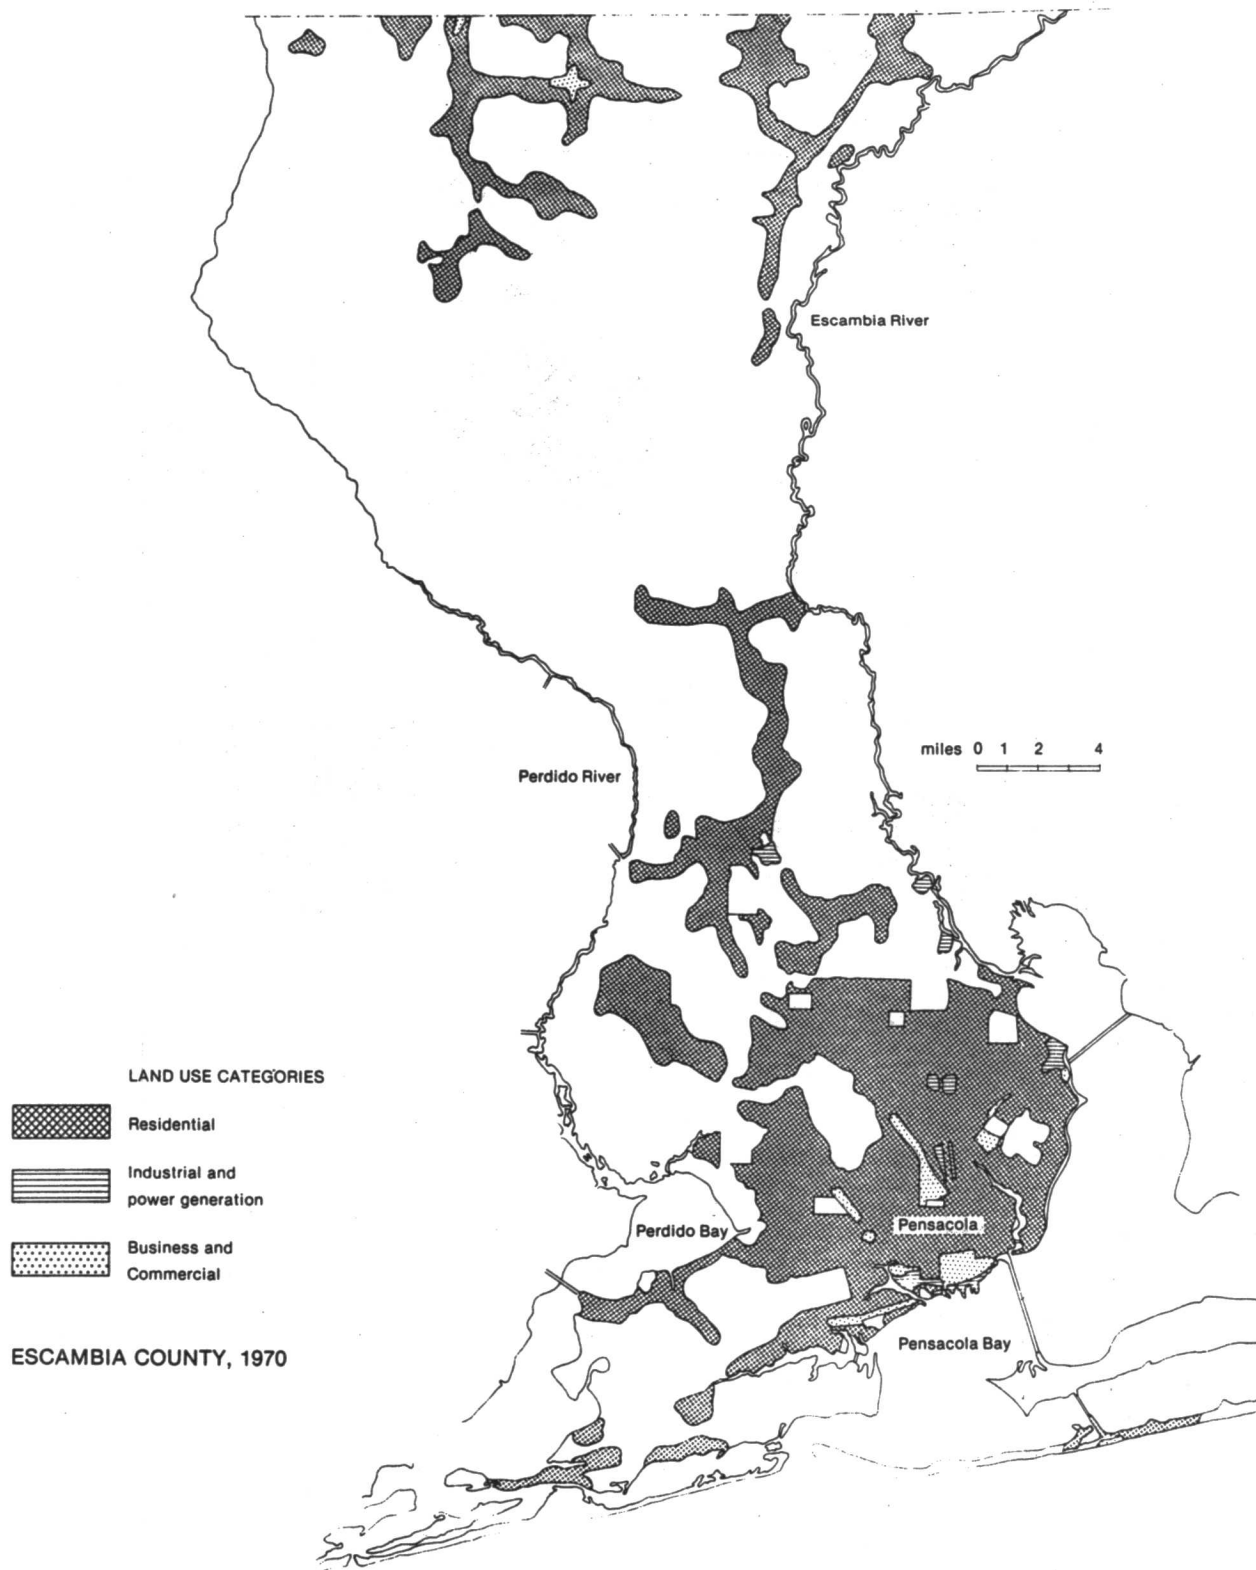 Escambia River
miles 0 1 2 4
Perdido River
LAND USE CATEGORIES
Residential
Industrial and
power generation
Business and
Commercial
Pensacola
Perdido Bay
Pensacola Bay
ESCAMBIA COUNTY, 1970